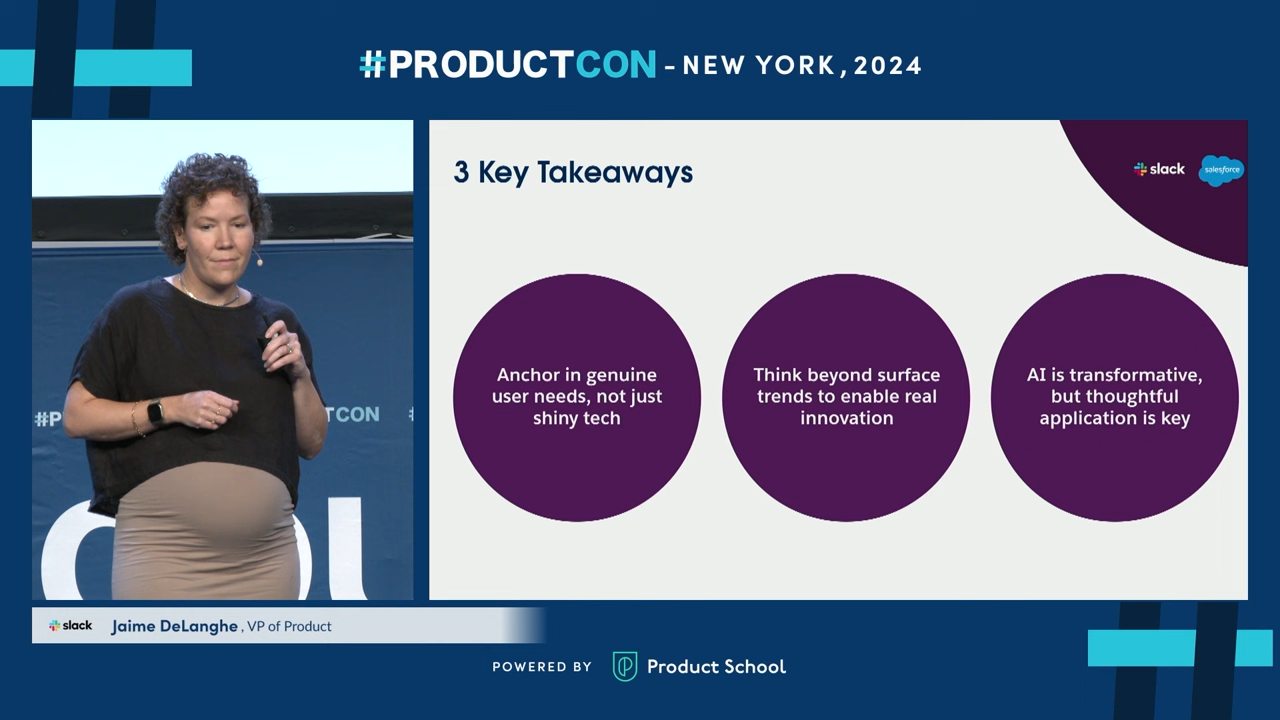 #PRODUCTCON - NEW YORK, 2024
3 Key Takeaways
slack
salesforce
Anchor in genuine
user needs, not just
shiny tech
Think beyond surface
trends to enable real
innovation
AI is transformative,
but thoughtful
application is key
#P
TCON
slack Jaime DeLanghe, VP of Product
POWERED BY Product School